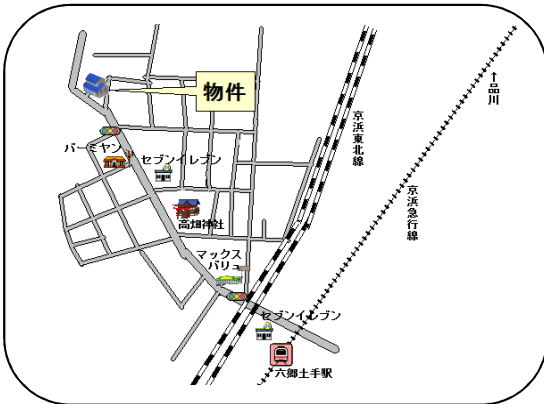 ↑品川
物件
京浜東北線
バーミヤン
セブンイレブン
京浜急行線
高畑神社
マックス
バリュ
セブンイレブン
六郷土手駅